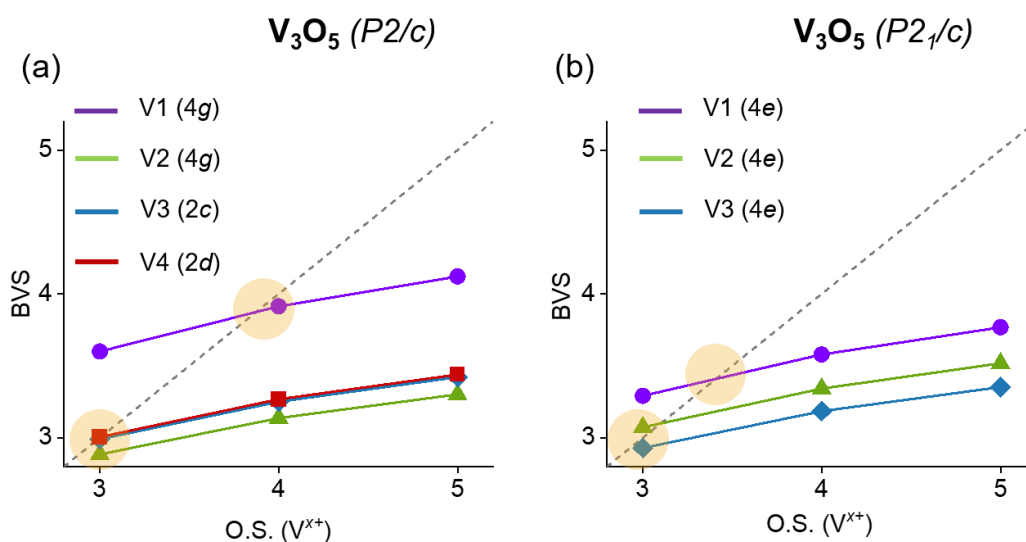 V₃O₅ (P2/c)
(a)
V1 (4g)
V2 (4g)
V3 (2c)
V4 (2d)
5
4
3
BVS
3 4 5
O.S. (Vˣ⁺)
V₃O₅ (P2₁/c)
(b)
V1 (4e)
V2 (4e)
V3 (4e)
5
4
3
BVS
3 4 5
O.S. (Vˣ⁺)